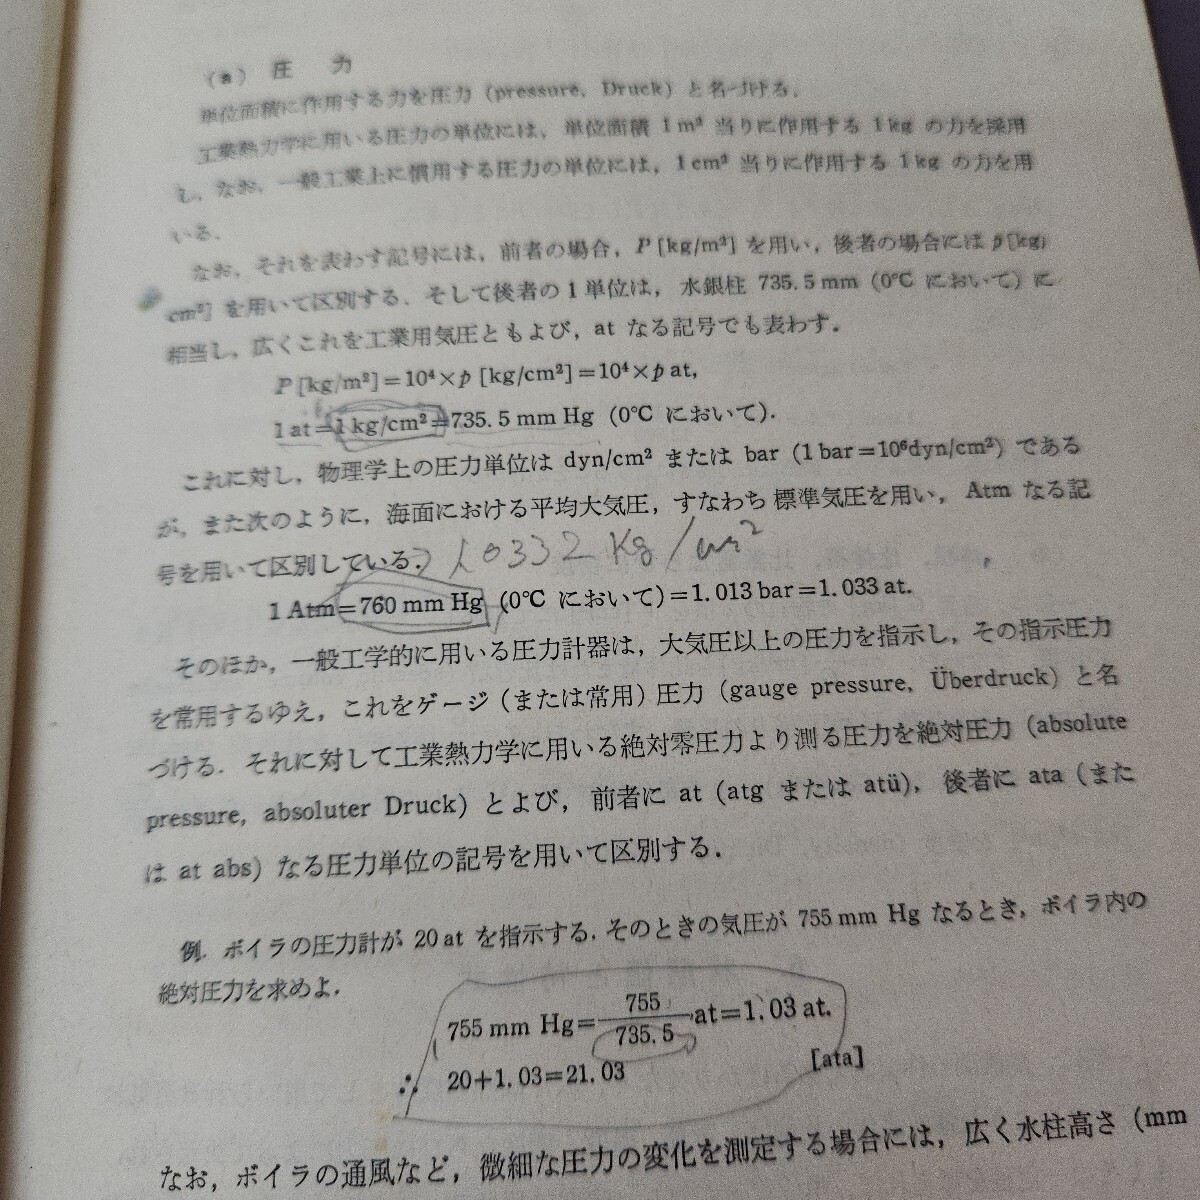 (a) 圧 力
単位面積に作用する力を圧力 (pressure, Druck) と名づける．
工業熱力学に用いる圧力の単位には，単位面積 1m² 当りに作用する 1kg の力を採用
し，なお，一般工業上に慣用する圧力の単位には，1cm² 当りに作用する 1kg の力を用
いる．
なお，それを表わす記号には，前者の場合，P [kg/m²] を用い，後者の場合には p [kg/
cm²] を用いて区別する．そして後者の 1 単位は，水銀柱 735.5 mm (0℃ において) に
相当し，広くこれを工業用気圧ともよび，at なる記号でも表わす．
P [kg/m²]=10⁴×p [kg/cm²]=10⁴×p at,
1 at=1 kg/cm²=735.5 mm Hg (0℃ において).
これに対し，物理学上の圧力単位は dyn/cm² または bar (1 bar=10⁶dyn/cm²) である
が，また次のように，海面における平均大気圧，すなわち 標準気圧を用い，Atm なる記
号を用いて区別している．
1.0332 Kg/cm²
1 Atm=760 mm Hg (0℃ において)=1.013 bar=1.033 at.
そのほか，一般工学的に用いる圧力計器は，大気圧以上の圧力を指示し，その指示圧力
を常用するゆえ，これをゲージ (または常用) 圧力 (gauge pressure, Überdruck) と名
づける．それに対して工業熱力学に用いる絶対零圧力より測る圧力を絶対圧力 (absolute
pressure, absoluter Druck) とよび，前者に at (atg または atü)，後者に ata (また
は at abs) なる圧力単位の記号を用いて区別する．
例．ボイラの圧力計が 20 at を指示する．そのときの気圧が 755 mm Hg なるとき，ボイラ内の
絶対圧力を求めよ．
755 mm Hg=755/735.5 at=1.03 at.
∴ 20+1.03=21.03 [ata]
なお，ボイラの通風など，微細な圧力の変化を測定する場合には，広く水柱高さ (mm